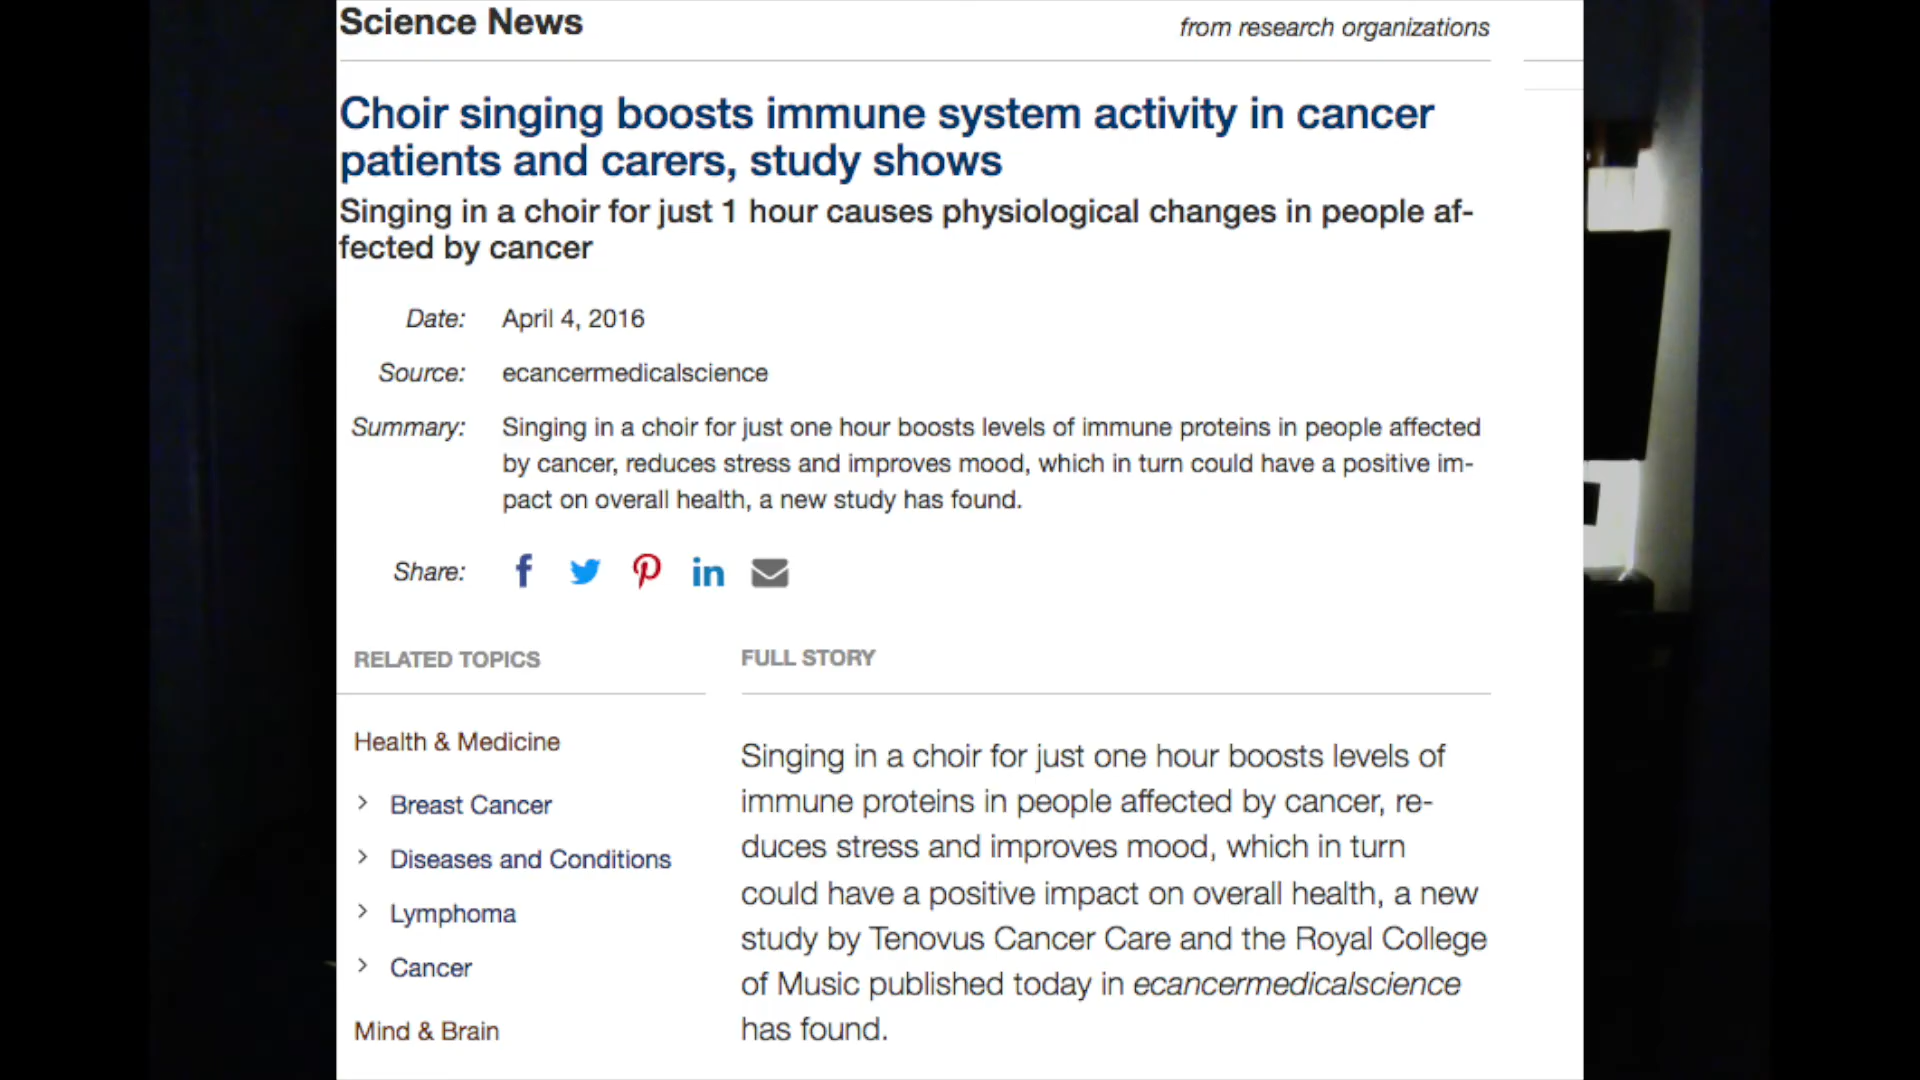 Science News
from research organizations
Choir singing boosts immune system activity in cancer
patients and carers, study shows
Singing in a choir for just 1 hour causes physiological changes in people af-
fected by cancer
Date: April 4, 2016
Source: ecancermedicalscience
Summary: Singing in a choir for just one hour boosts levels of immune proteins in people affected
by cancer, reduces stress and improves mood, which in turn could have a positive im-
pact on overall health, a new study has found.
Share:
RELATED TOPICS
Health & Medicine
Breast Cancer
Diseases and Conditions
Lymphoma
Cancer
Mind & Brain
FULL STORY
Singing in a choir for just one hour boosts levels of
immune proteins in people affected by cancer, re-
duces stress and improves mood, which in turn
could have a positive impact on overall health, a new
study by Tenovus Cancer Care and the Royal College
of Music published today in ecancermedicalscience
has found.